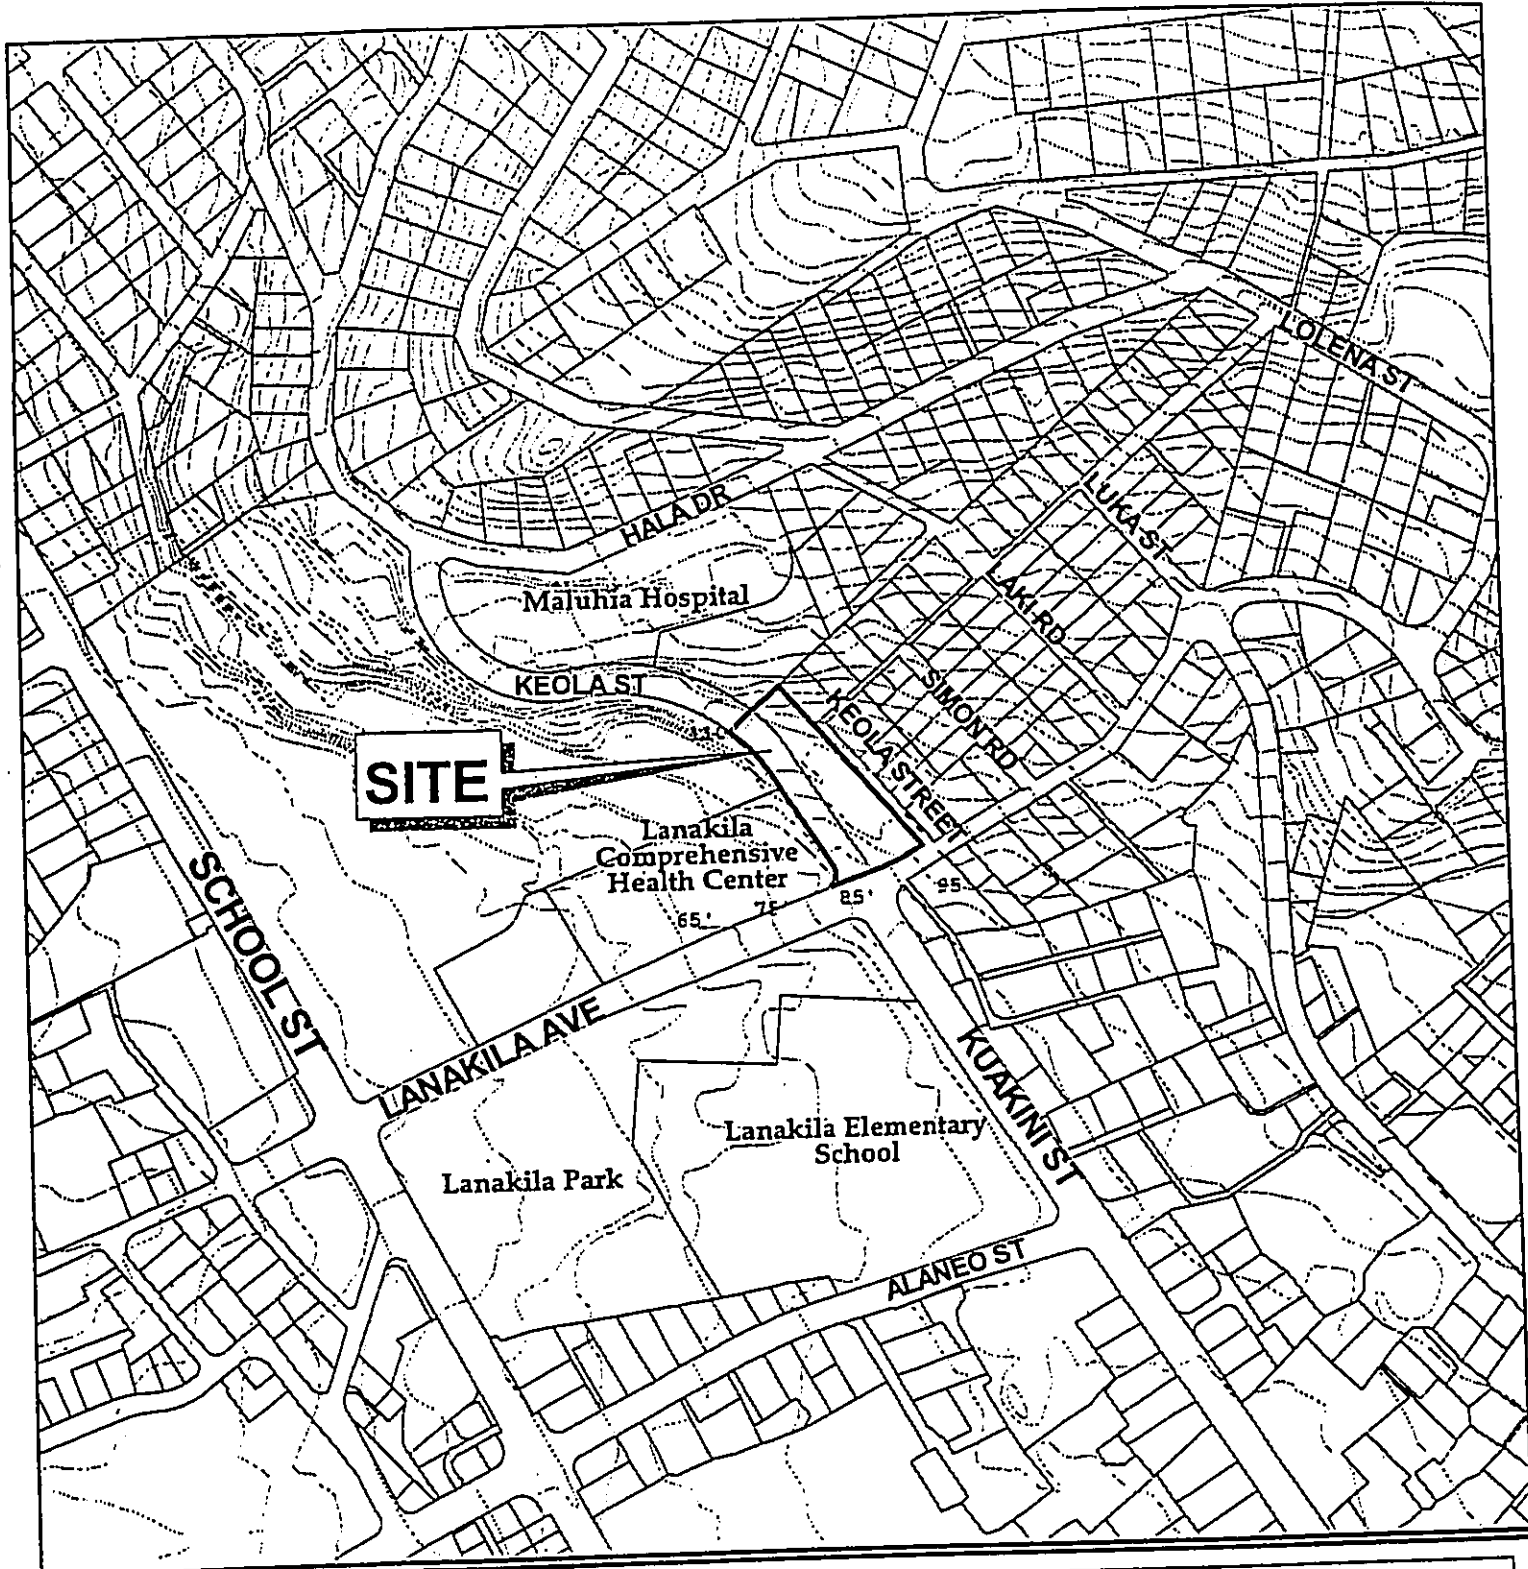 LOLENA ST
HALA DR
LUKA ST
Maluhia Hospital
LAKI RD
KEOLA ST
SIMON RD
KEOLA STREET
SITE
Lanakila
Comprehensive
Health Center
85'
95
75'
65'
SCHOOL ST
LANAKILA AVE
KUAKINI ST
Lanakila Elementary
School
Lanakila Park
ALANEO ST